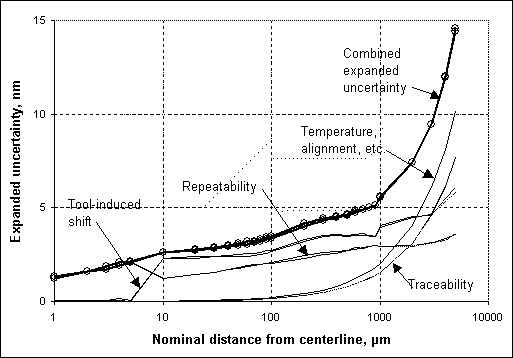 15
10
5
0
Expanded uncertainty, nm
Combined
expanded
uncertainty
Temperature,
alignment, etc.
Repeatability
Tool-induced
shift
Traceability
1
10
100
1000
10000
Nominal distance from centerline, µm